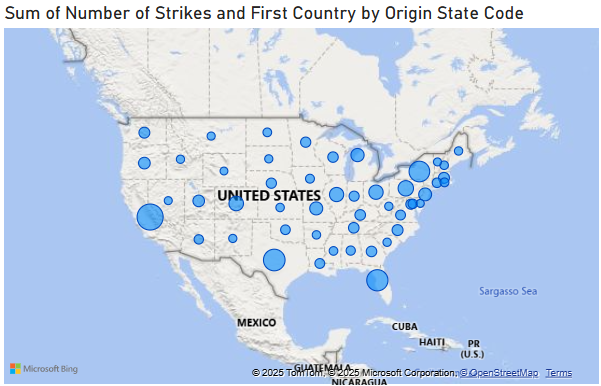 Sum of Number of Strikes and First Country by Origin State Code
UNITED STATES
Sargasso Sea
MEXICO
CUBA
HAITI
PR
(U.S.)
GUATEMALA
NICARAGUA
Microsoft Bing
© 2025 TomTom, © 2025 Microsoft Corporation, © OpenStreetMap Terms